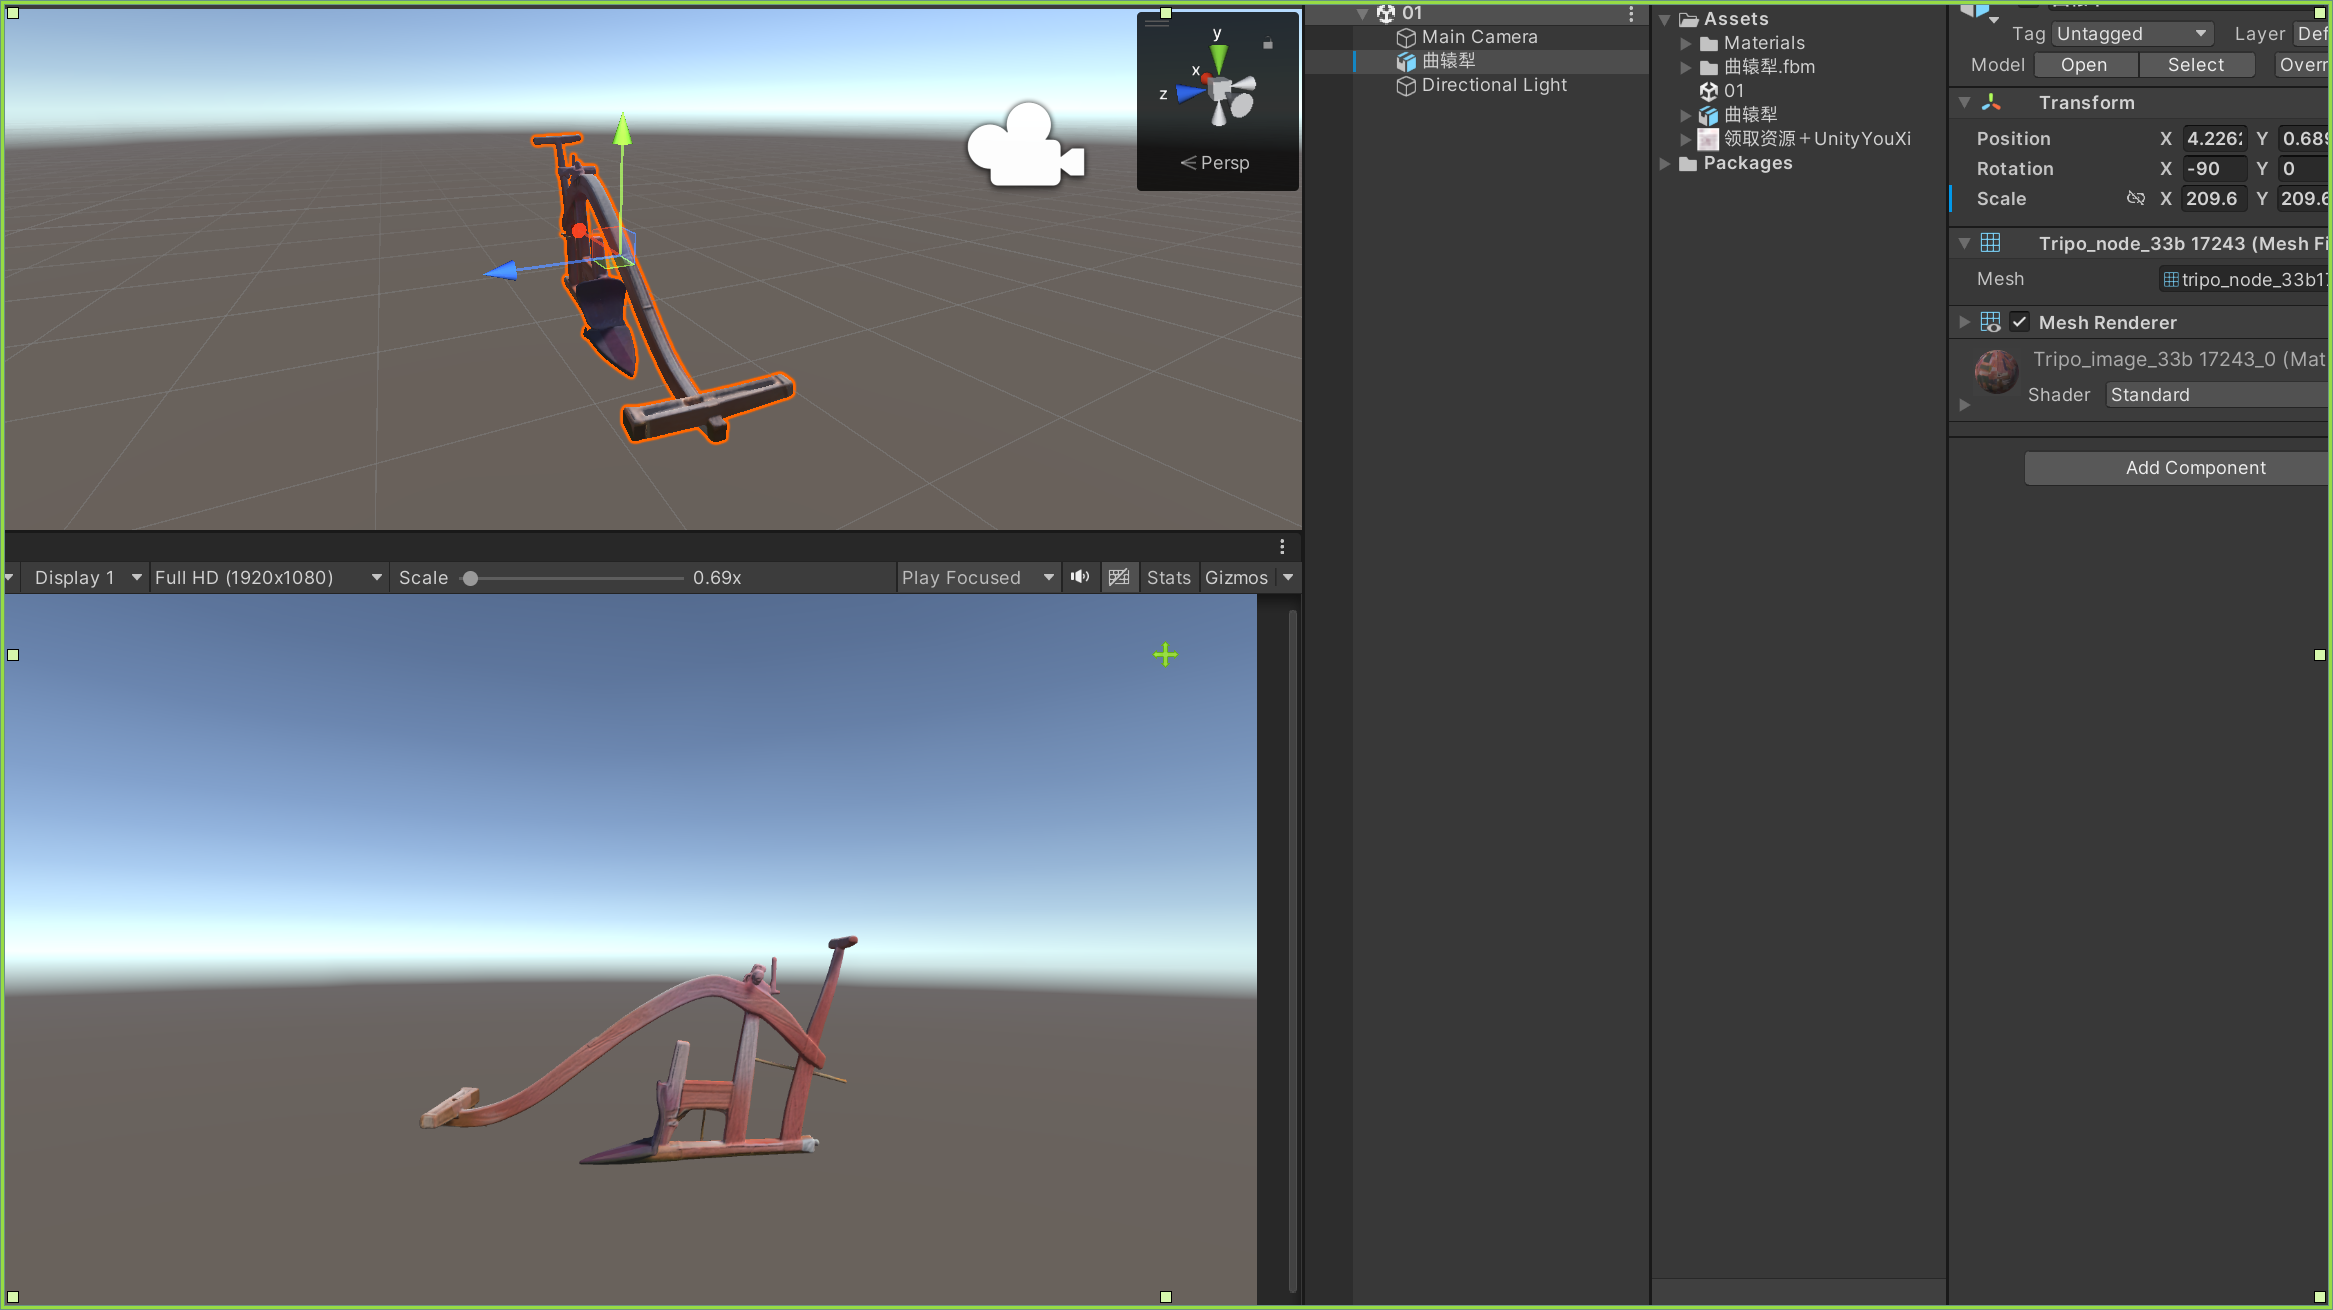 y
x
z
Persp
Display 1
Full HD (1920x1080)
Scale
0.69x
Play Focused
Stats
Gizmos
01
Main Camera
曲辕犁
Directional Light
Assets
Materials
曲辕犁.fbm
01
曲辕犁
领取资源+UnityYouXi
Packages
Tag Untagged Layer Def
Model Open Select Overr
Transform
Position X 4.226 Y 0.689
Rotation X -90 Y 0
Scale X 209.6 Y 209.6
Tripo_node_33b 17243 (Mesh Fi
Mesh tripo_node_33b17
Mesh Renderer
Tripo_image_33b 17243_0 (Mat
Shader Standard
Add Component